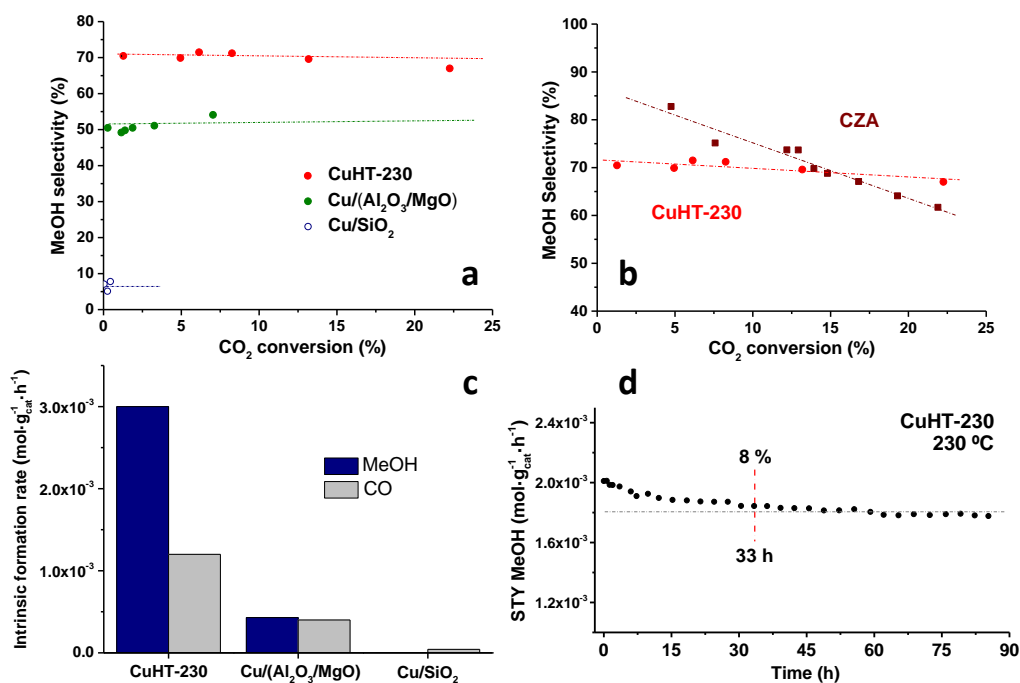 80
70
60
50
40
30
20
10
0
MeOH selectivity (%)
CuHT-230
Cu/(Al₂O₃/MgO)
Cu/SiO₂
a
0 5 10 15 20 25
CO₂ conversion (%)
100
90
80
70
60
50
40
MeOH Selectivity (%)
CZA
CuHT-230
b
0 5 10 15 20 25
CO₂ conversion (%)
c
3.0x10⁻³
2.0x10⁻³
1.0x10⁻³
0.0
Intrinsic formation rate (mol·g⁻¹cat·h⁻¹)
MeOH
CO
CuHT-230 Cu/(Al₂O₃/MgO) Cu/SiO₂
d
2.4x10⁻³
2.0x10⁻³
1.6x10⁻³
1.2x10⁻³
STY MeOH (mol·g⁻¹cat·h⁻¹)
CuHT-230
230 ºC
8 %
33 h
0 15 30 45 60 75 90
Time (h)